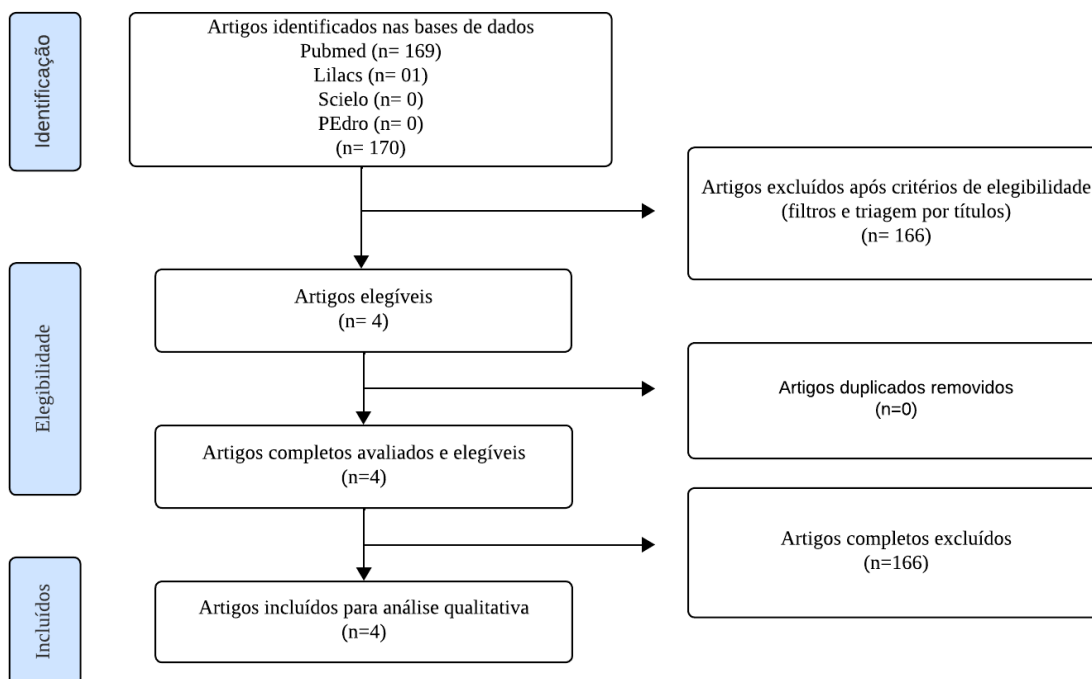 Identificação
Artigos identificados nas bases de dados
Pubmed (n= 169)
Lilacs (n= 01)
Scielo (n= 0)
PEdro (n= 0)
(n= 170)
Artigos excluídos após critérios de elegibilidade
(filtros e triagem por títulos)
(n= 166)
Elegibilidade
Artigos elegíveis
(n= 4)
Artigos duplicados removidos
(n=0)
Artigos completos avaliados e elegíveis
(n=4)
Artigos completos excluídos
(n=166)
Incluídos
Artigos incluídos para análise qualitativa
(n=4)